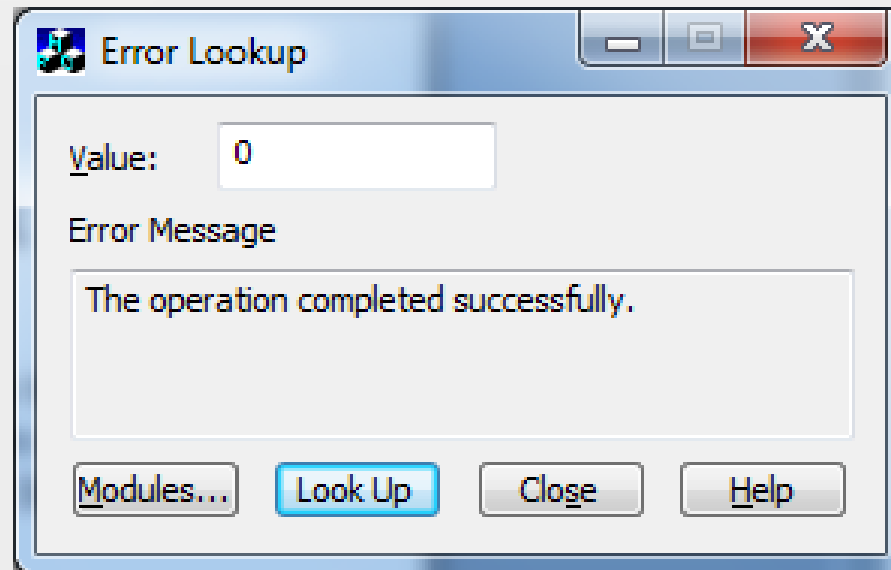 Error Lookup
Value: 0
Error Message
The operation completed successfully.
Modules... Look Up Close Help